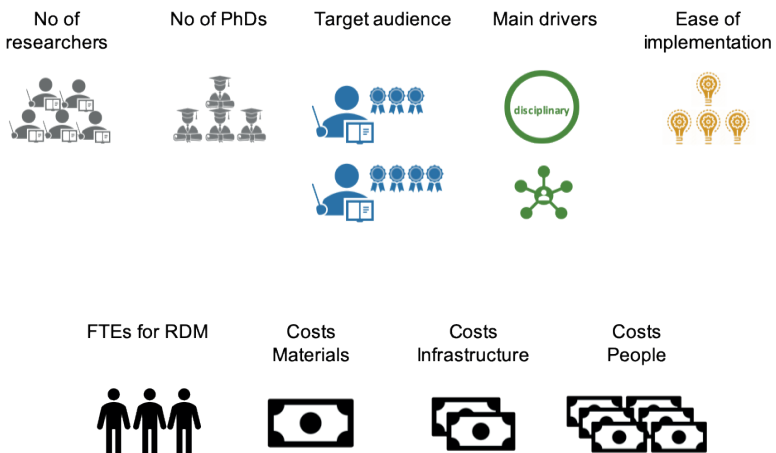 No of
researchers
No of PhDs
Target audience
Main drivers
Ease of
implementation
disciplinary
FTEs for RDM
Costs
Materials
Costs
Infrastructure
Costs
People